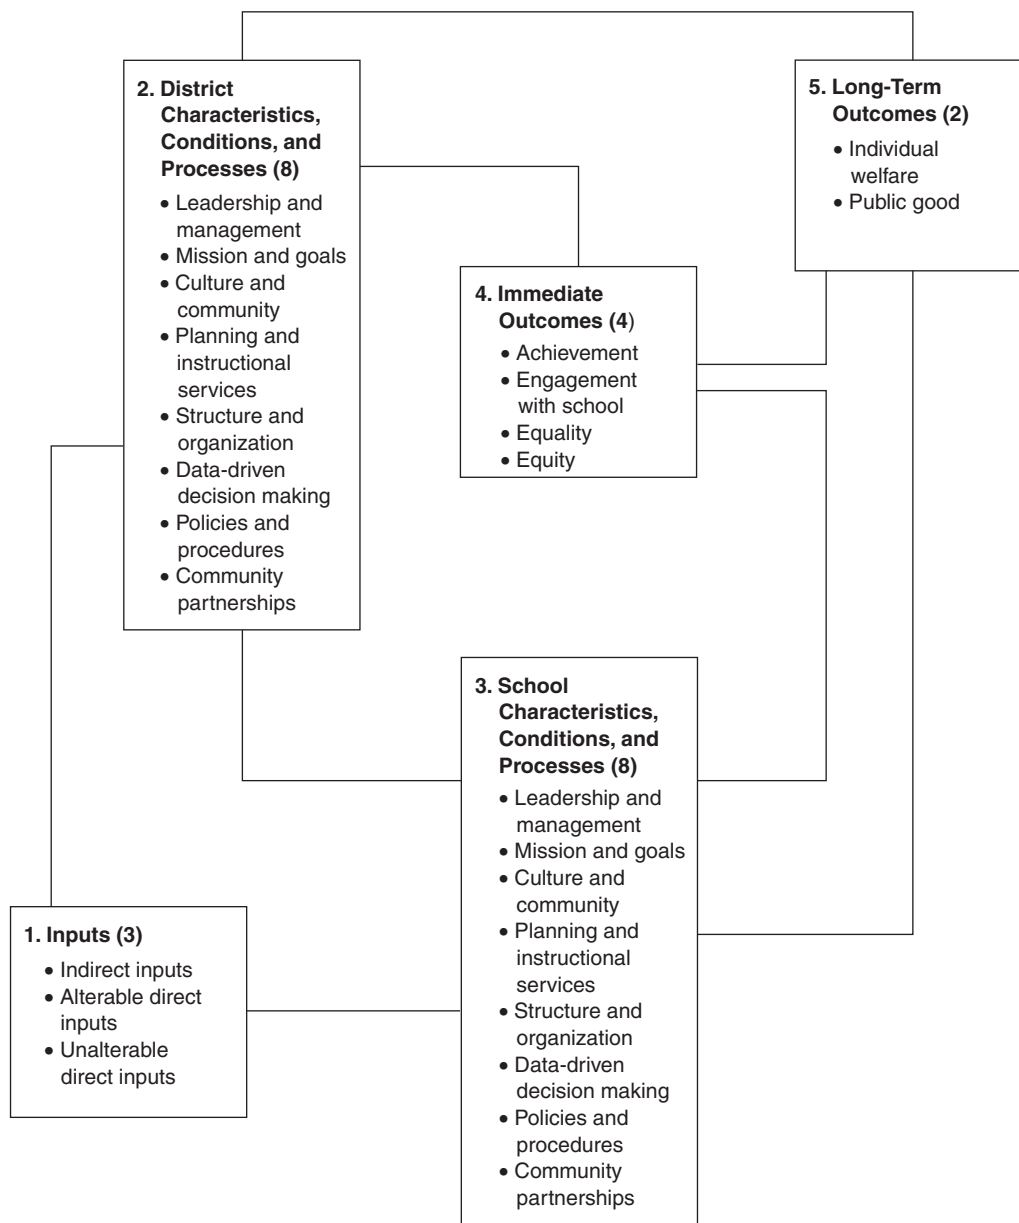 2. District
Characteristics,
Conditions, and
Processes (8)
• Leadership and
management
• Mission and goals
• Culture and
community
• Planning and
instructional
services
• Structure and
organization
• Data-driven
decision making
• Policies and
procedures
• Community
partnerships
5. Long-Term
Outcomes (2)
• Individual
welfare
• Public good
4. Immediate
Outcomes (4)
• Achievement
• Engagement
with school
• Equality
• Equity
3. School
Characteristics,
Conditions, and
Processes (8)
• Leadership and
management
• Mission and goals
• Culture and
community
• Planning and
instructional
services
• Structure and
organization
• Data-driven
decision making
• Policies and
procedures
• Community
partnerships
1. Inputs (3)
• Indirect inputs
• Alterable direct
inputs
• Unalterable
direct inputs